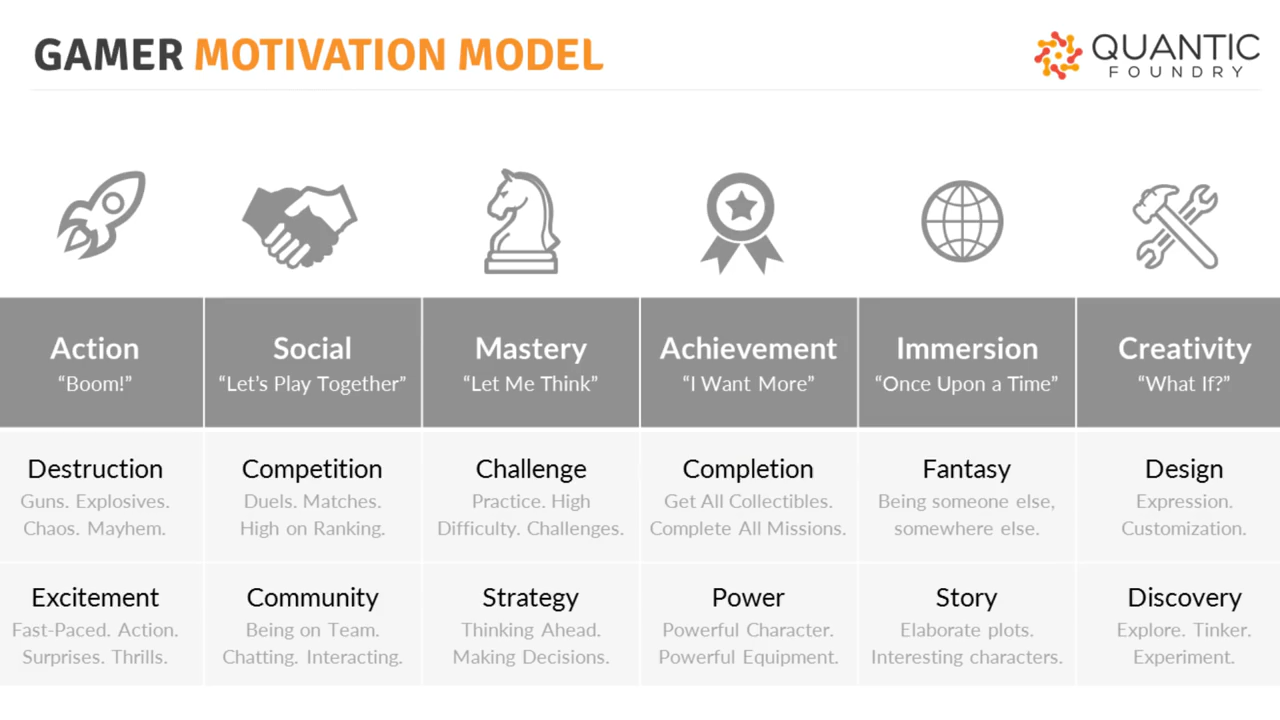 GAMER MOTIVATION MODEL
QUANTIC
FOUNDRY
Action
“Boom!”
Social
“Let’s Play Together”
Mastery
“Let Me Think”
Achievement
“I Want More”
Immersion
“Once Upon a Time”
Creativity
“What If?”
Destruction
Guns. Explosives.
Chaos. Mayhem.
Competition
Duels. Matches.
High on Ranking.
Challenge
Practice. High
Difficulty. Challenges.
Completion
Get All Collectibles.
Complete All Missions.
Fantasy
Being someone else,
somewhere else.
Design
Expression.
Customization.
Excitement
Fast-Paced. Action.
Surprises. Thrills.
Community
Being on Team.
Chatting. Interacting.
Strategy
Thinking Ahead.
Making Decisions.
Power
Powerful Character.
Powerful Equipment.
Story
Elaborate plots.
Interesting characters.
Discovery
Explore. Tinker.
Experiment.